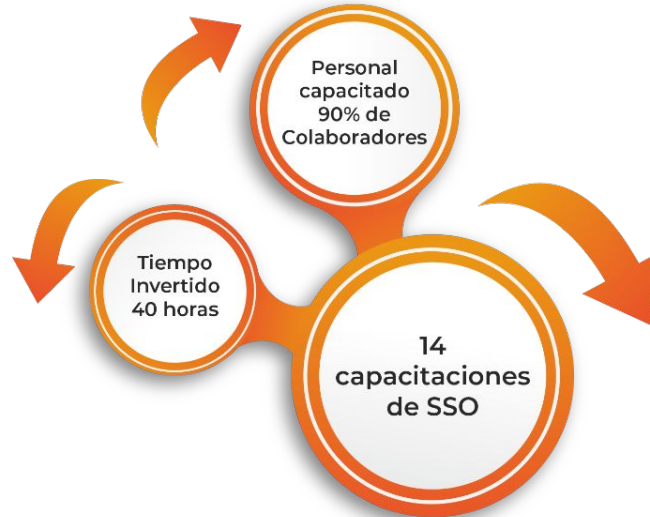 Personal
capacitado
90% de
Colaboradores
Tiempo
Invertido
40 horas
14
capacitaciones
de SSO